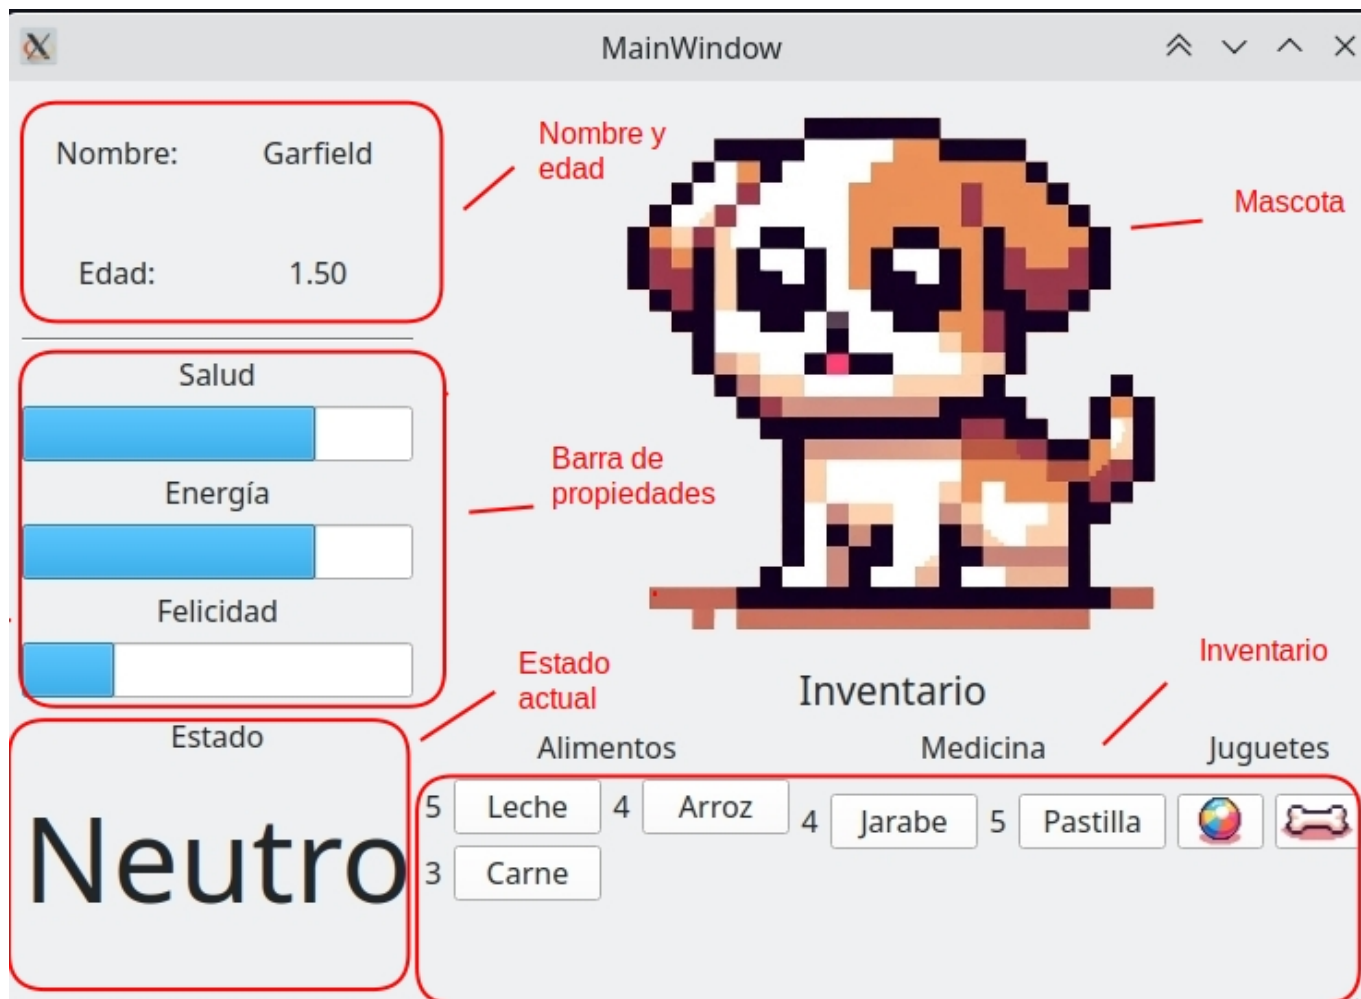 MainWindow
Nombre: Garfield
Edad: 1.50
Nombre y
edad
Mascota
Salud
Energía
Felicidad
Barra de
propiedades
Estado
actual
Inventario
Estado
Neutro
Inventario
Alimentos Medicina Juguetes
5 Leche 4 Arroz 4 Jarabe 5 Pastilla
3 Carne